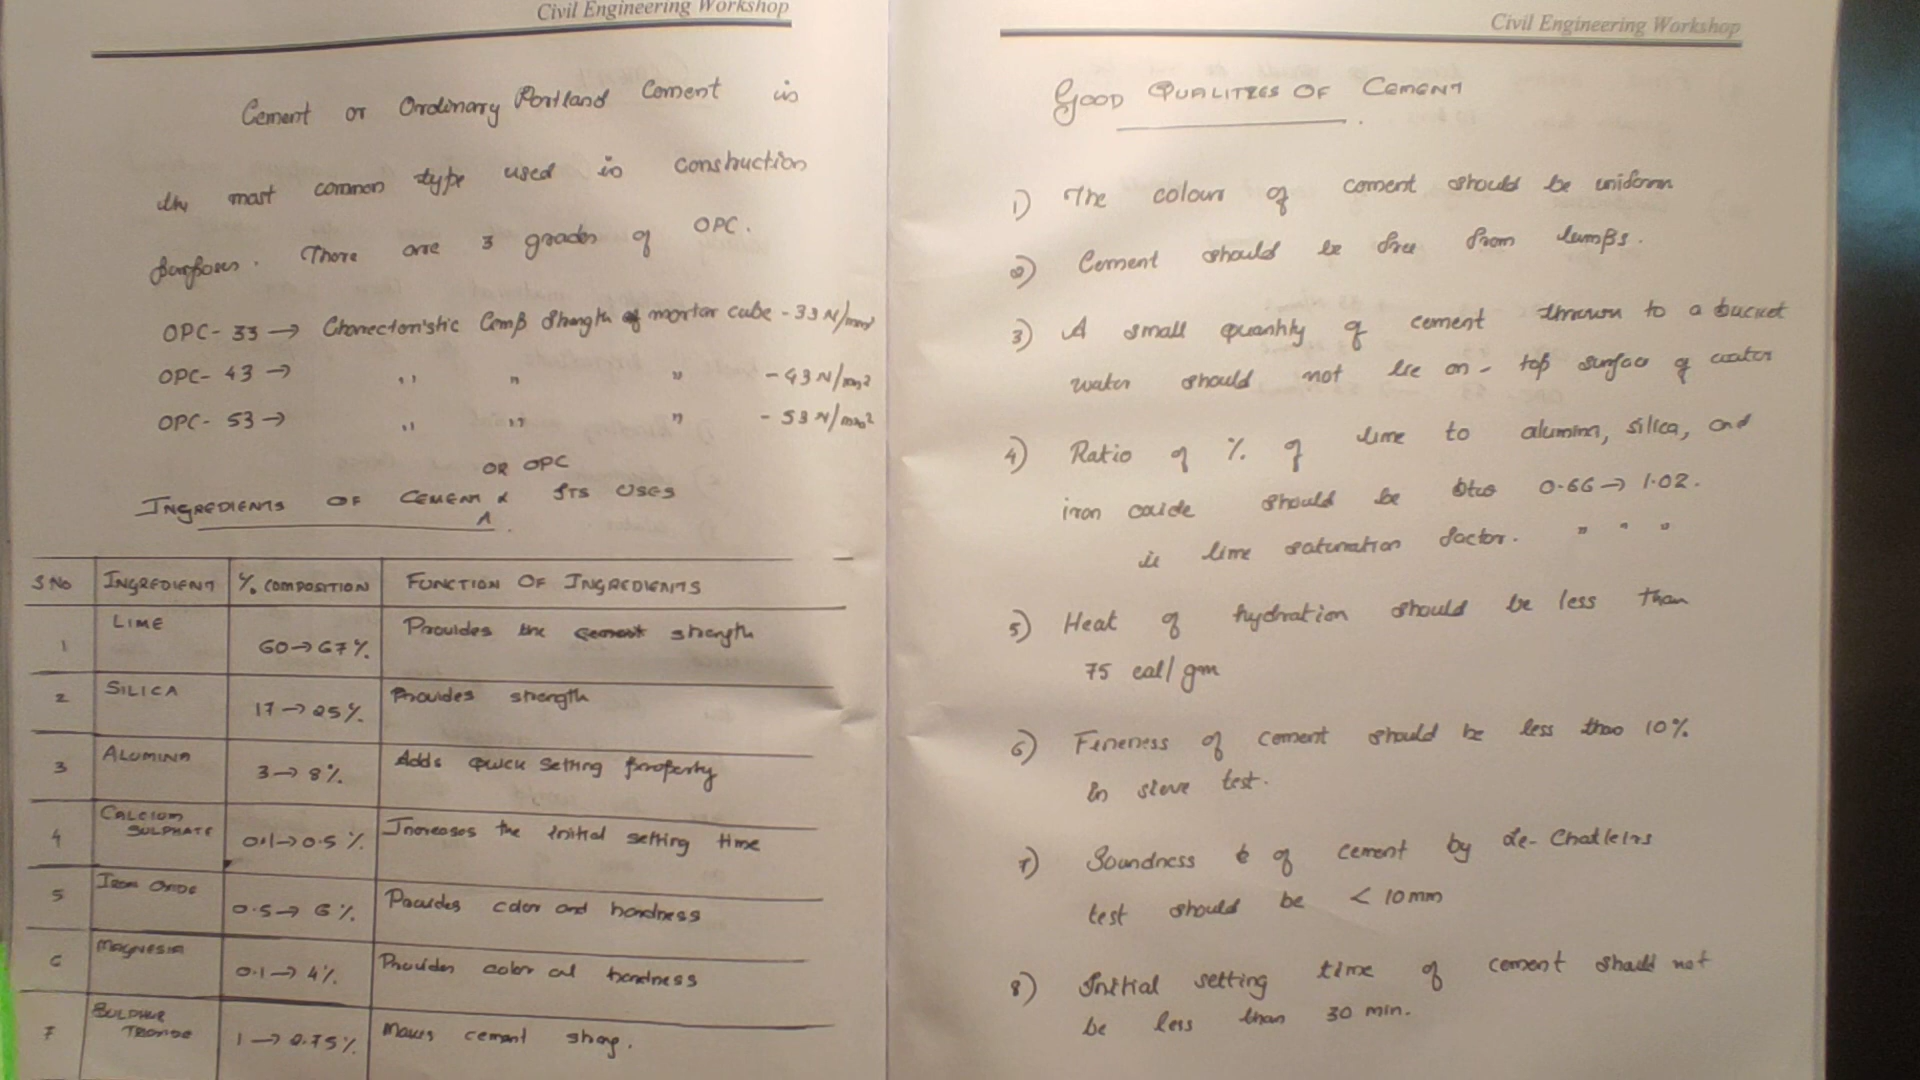 Civil Engineering Workshop
Cement or Ordinary Portland Cement is
the most common type used in construction
purposes. There are 3 grades of OPC.
OPC- 33 → Charecteristic Comp Strength of mortar cube - 33 N/mm²
OPC- 43 → ,, ,, ,, - 43 N/mm²
OPC- 53 → ,, ,, ,, - 53 N/mm²
OR OPC
INGREDIENTS OF CEMENT & ITS USES
S NO INGREDIENT % COMPOSITION FUNCTION OF INGREDIENTS
1 LIME 60 → 67%. Provides the strength
2 SILICA 17 → 25%. Provides strength
3 ALUMINA 3 → 8%. Adds quick setting property
4 CALCIUM SULPHATE 0.1 → 0.5 %. Increases the initial setting time
5 IRON OXIDE 0.5 → 6 %. Provides color and hardness
6 MAGNESIA 0.1 → 4%. Provides color and hardness
7 SULPHUR TRIOXIDE 1 → 2.75%. Makes cement strong.
Civil Engineering Workshop
GOOD QUALITIES OF CEMENT
1) The colour of cement should be uniform
2) Cement should be free from lumps.
3) A small quantity of cement thrown to a bucket
water should not lie on - top surface of water
4) Ratio of % of lime to alumina, silica, and
iron oxide should be btw 0.66 → 1.02.
is lime saturation factor. " " "
5) Heat of hydration should be less than
75 cal/gm
6) Fineness of cement should be less than 10%
in sieve test.
7) Soundness of cement by Le- Chatleirs
test should be < 10mm
8) Initial setting time of cement should not
be less than 30 min.